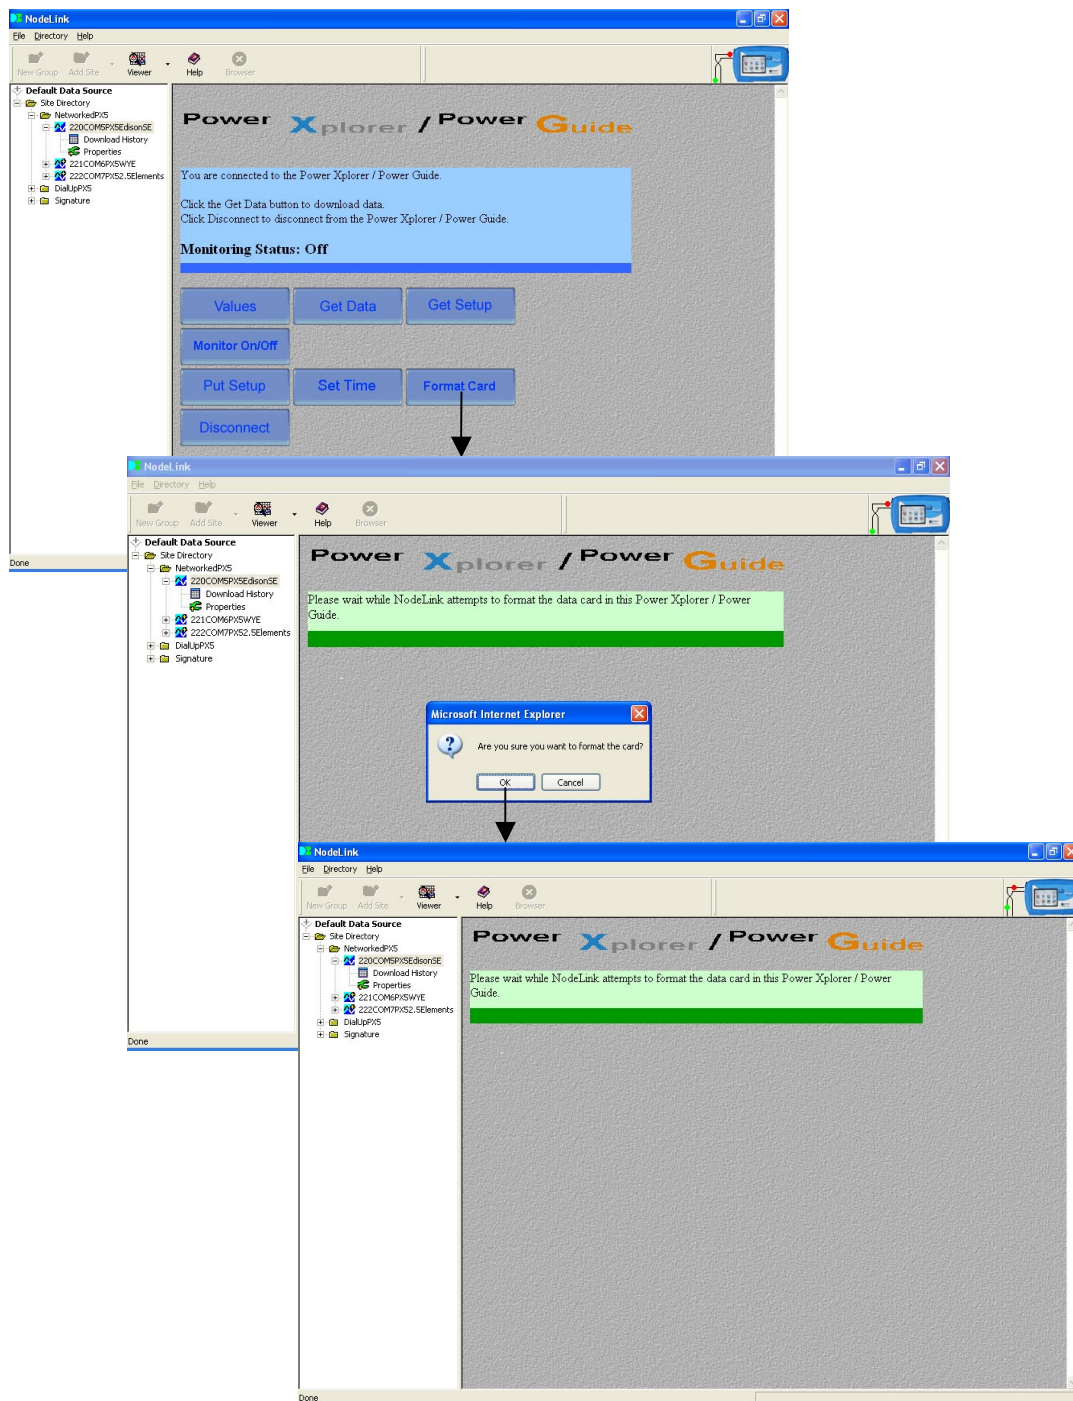 NodeLink
File Directory Help
New Group Add Site Viewer Help Browser
Default Data Source
Site Directory
NetworkedPX5
220COM5PX5EdisonSE
Download History
Properties
221COM6PX5WYE
222COM7PX52.5Elements
DialUpPX5
Signature
Power Xplorer / Power Guide
You are connected to the Power Xplorer / Power Guide.
Click the Get Data button to download data.
Click Disconnect to disconnect from the Power Xplorer / Power Guide.
Monitoring Status: Off
Values Get Data Get Setup
Monitor On/Off
Put Setup Set Time Format Card
Disconnect
Done
NodeLink
File Directory Help
New Group Add Site Viewer Help Browser
Default Data Source
Site Directory
NetworkedPX5
220COM5PX5EdisonSE
Download History
Properties
221COM6PX5WYE
222COM7PX52.5Elements
DialUpPX5
Signature
Power Xplorer / Power Guide
Please wait while NodeLink attempts to format the data card in this Power Xplorer / Power
Guide.
Microsoft Internet Explorer
Are you sure you want to format the card?
OK Cancel
Done
NodeLink
File Directory Help
New Group Add Site Viewer Help Browser
Default Data Source
Site Directory
NetworkedPX5
220COM5PX5EdisonSE
Download History
Properties
221COM6PX5WYE
222COM7PX52.5Elements
DialUpPX5
Signature
Power Xplorer / Power Guide
Please wait while NodeLink attempts to format the data card in this Power Xplorer / Power
Guide.
Done